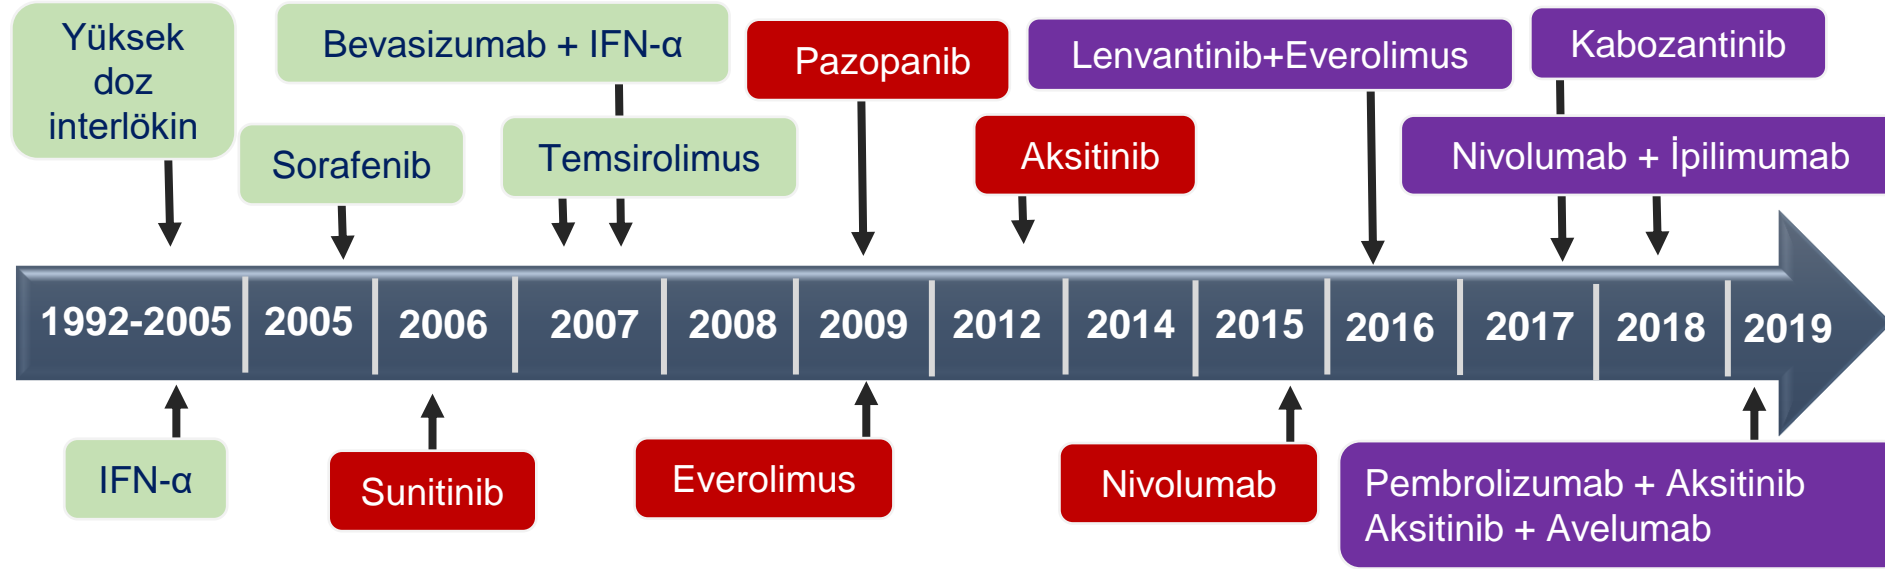 Yüksek
doz
interlökin
Bevasizumab + IFN-α
Pazopanib
Lenvantinib+Everolimus
Kabozantinib
Sorafenib
Temsirolimus
Aksitinib
Nivolumab + İpilimumab
1992-2005
2005
2006
2007
2008
2009
2012
2014
2015
2016
2017
2018
2019
IFN-α
Sunitinib
Everolimus
Nivolumab
Pembrolizumab + Aksitinib
Aksitinib + Avelumab